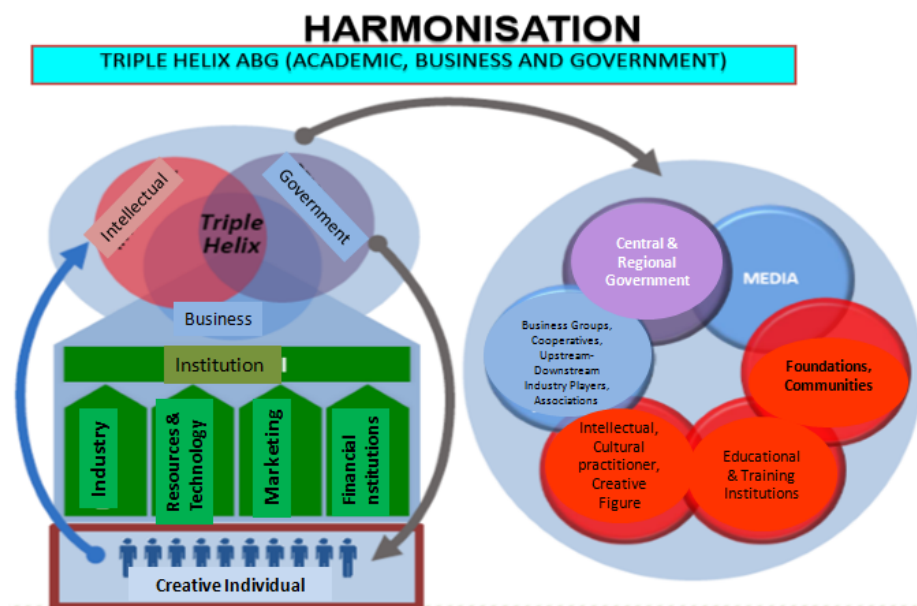 HARMONISATION
TRIPLE HELIX ABG (ACADEMIC, BUSINESS AND GOVERNMENT)
Intellectual
Government
Triple
Helix
Business
Institution
Industry
Resources &
Technology
Marketing
Financial
nstitutions
Creative Individual
Central &
Regional
Government
MEDIA
Business Groups,
Cooperatives,
Upstream-
Downstream
Industry Players,
Associations
Foundations,
Communities
Intellectual,
Cultural
practitioner,
Creative
Figure
Educational
& Training
Institutions